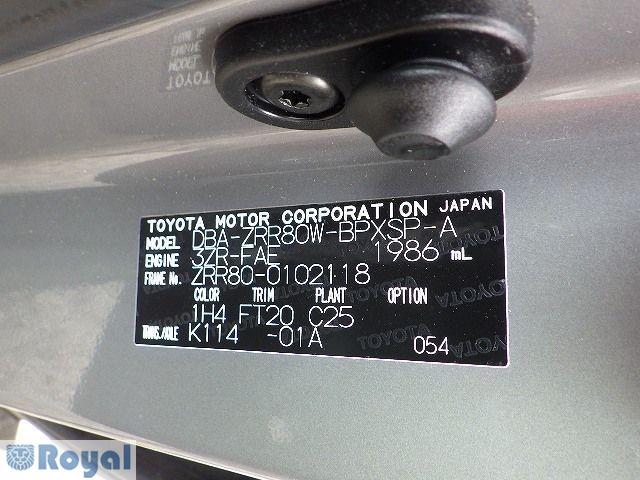 TOYOTA MOTOR CORPORATION JAPAN
MODEL DBA-ZRR80W-BPXSP-A
ENGINE 3ZR-FAE 1986 mL
FRAME No. ZRR80-0102118
COLOR TRIM PLANT OPTION
1H4 FT20 C25
TRANS./AXLE K114 -01A 054
Royal